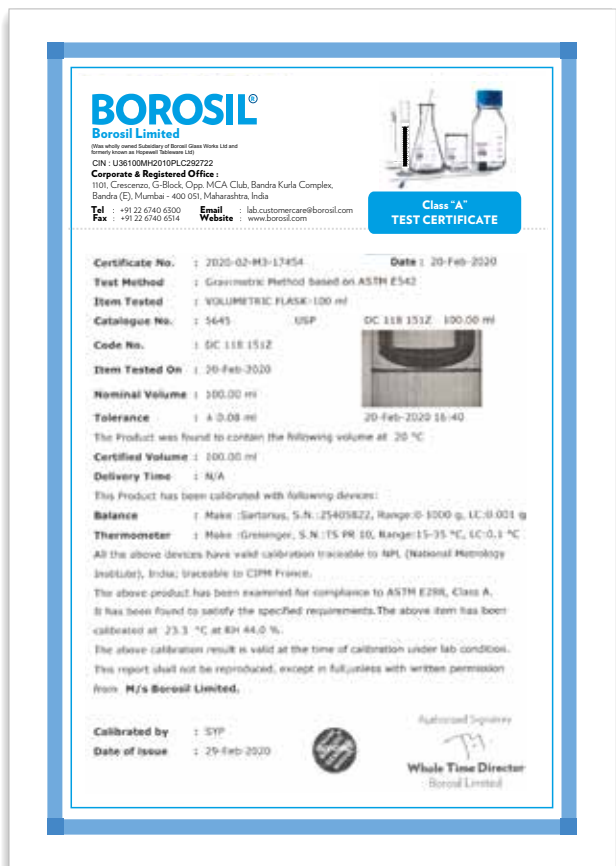 BOROSIL®
Borosil Limited
(Was wholly owned Subsidiary of Borosil Glass Works Ltd and
formerly known as Hopewell Tableware Ltd)
CIN : U36100MH2010PLC292722
Corporate & Registered Office :
1101, Crescenzo, G-Block, Opp. MCA Club, Bandra Kurla Complex,
Bandra (E), Mumbai - 400 051, Maharashtra, India
Tel : +91 22 6740 6300 Email : lab.customercare@borosil.com
Fax : +91 22 6740 6514 Website : www.borosil.com
Class "A"
TEST CERTIFICATE
Certificate No. : 2020-02-M3-17454 Date : 20-Feb-2020
Test Method : Gravimetric Method based on ASTM E542
Item Tested : VOLUMETRIC FLASK-100 ml
Catalogue No. : 5645 USP DC 118 151Z 100.00 ml
Code No. : DC 118 151Z
Item Tested On : 20-Feb-2020
Nominal Volume : 100.00 ml
Tolerance : ± 0.08 ml 20-Feb-2020 16:40
The Product was found to contain the following volume at 20 °C
Certified Volume : 100.00 ml
Delivery Time : N/A
This Product has been calibrated with following devices:
Balance : Make :Sartorius, S.N.:25405822, Range:0-1000 g, LC:0.001 g
Thermometer : Make :Greisinger, S.N.:TS PR 10, Range:15-35 °C, LC:0.1 °C
All the above devices have valid calibration traceable to NPL (National Metrology
Institute), India; traceable to CIPM France.
The above product has been examined for compliance to ASTM E288, Class A.
It has been found to satisfy the specified requirements.The above item has been
calibrated at 23.3 °C at RH 44.0 %.
The above calibration result is valid at the time of calibration under lab condition.
This report shall not be reproduced, except in full,unless with written permission
from M/s Borosil Limited.
Calibrated by : SYP
Date of Issue : 29-Feb-2020
BOROSIL
Authorised Signatory
Whole Time Director
Borosil Limited